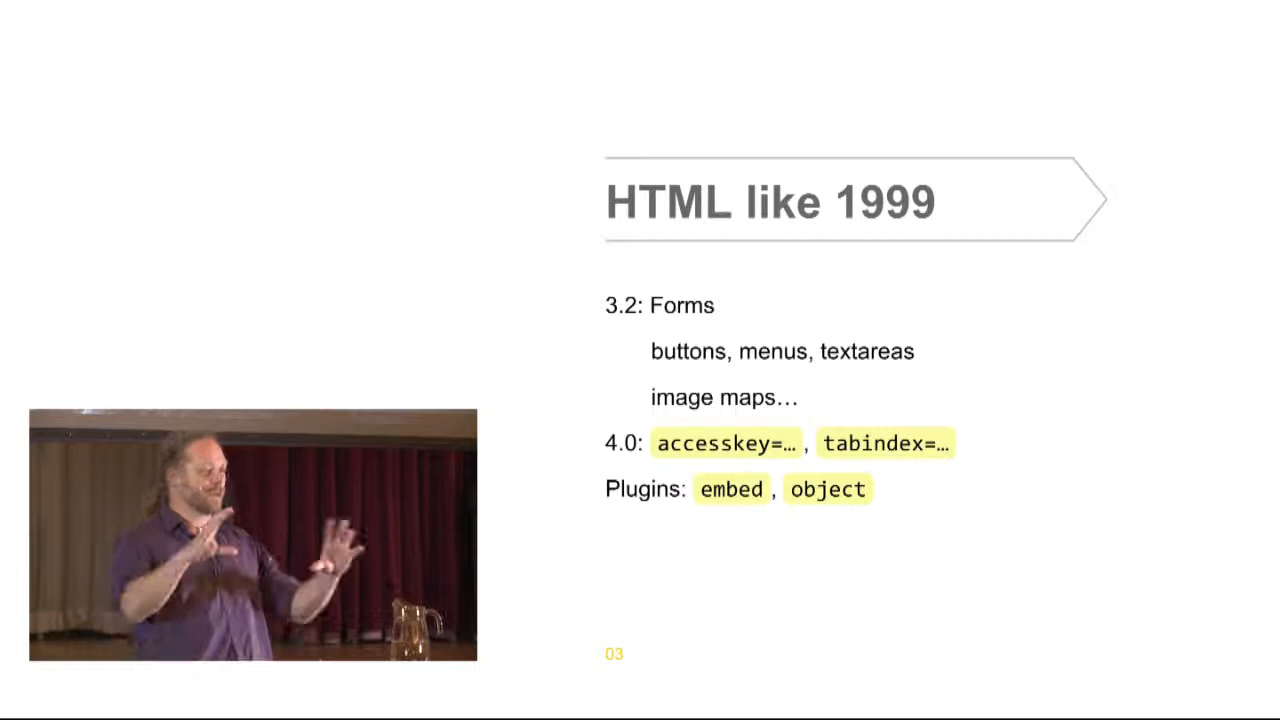 HTML like 1999
3.2: Forms
buttons, menus, textareas
image maps…
4.0: accesskey=…, tabindex=…
Plugins: embed, object
03